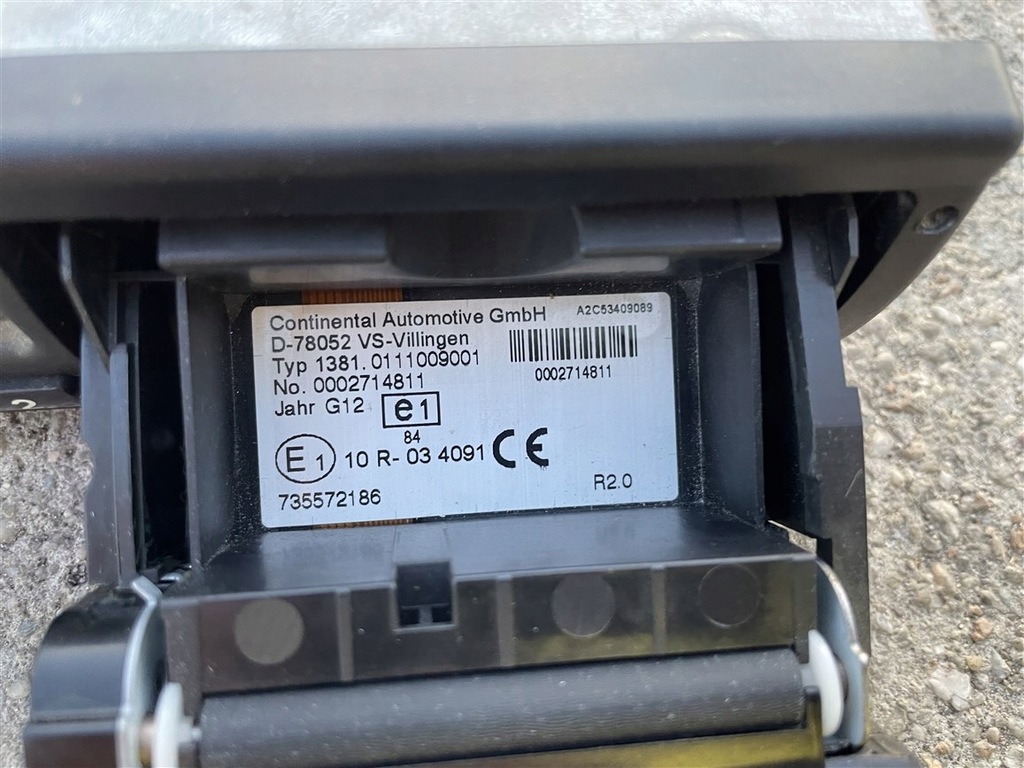 Continental Automotive GmbH A2C53409089
D-78052 VS-Villingen
Typ 1381.0111009001
No. 0002714811
0002714811
Jahr G12 e1
84
E1 10 R- 03 4091 CE
735572186
R2.0
2